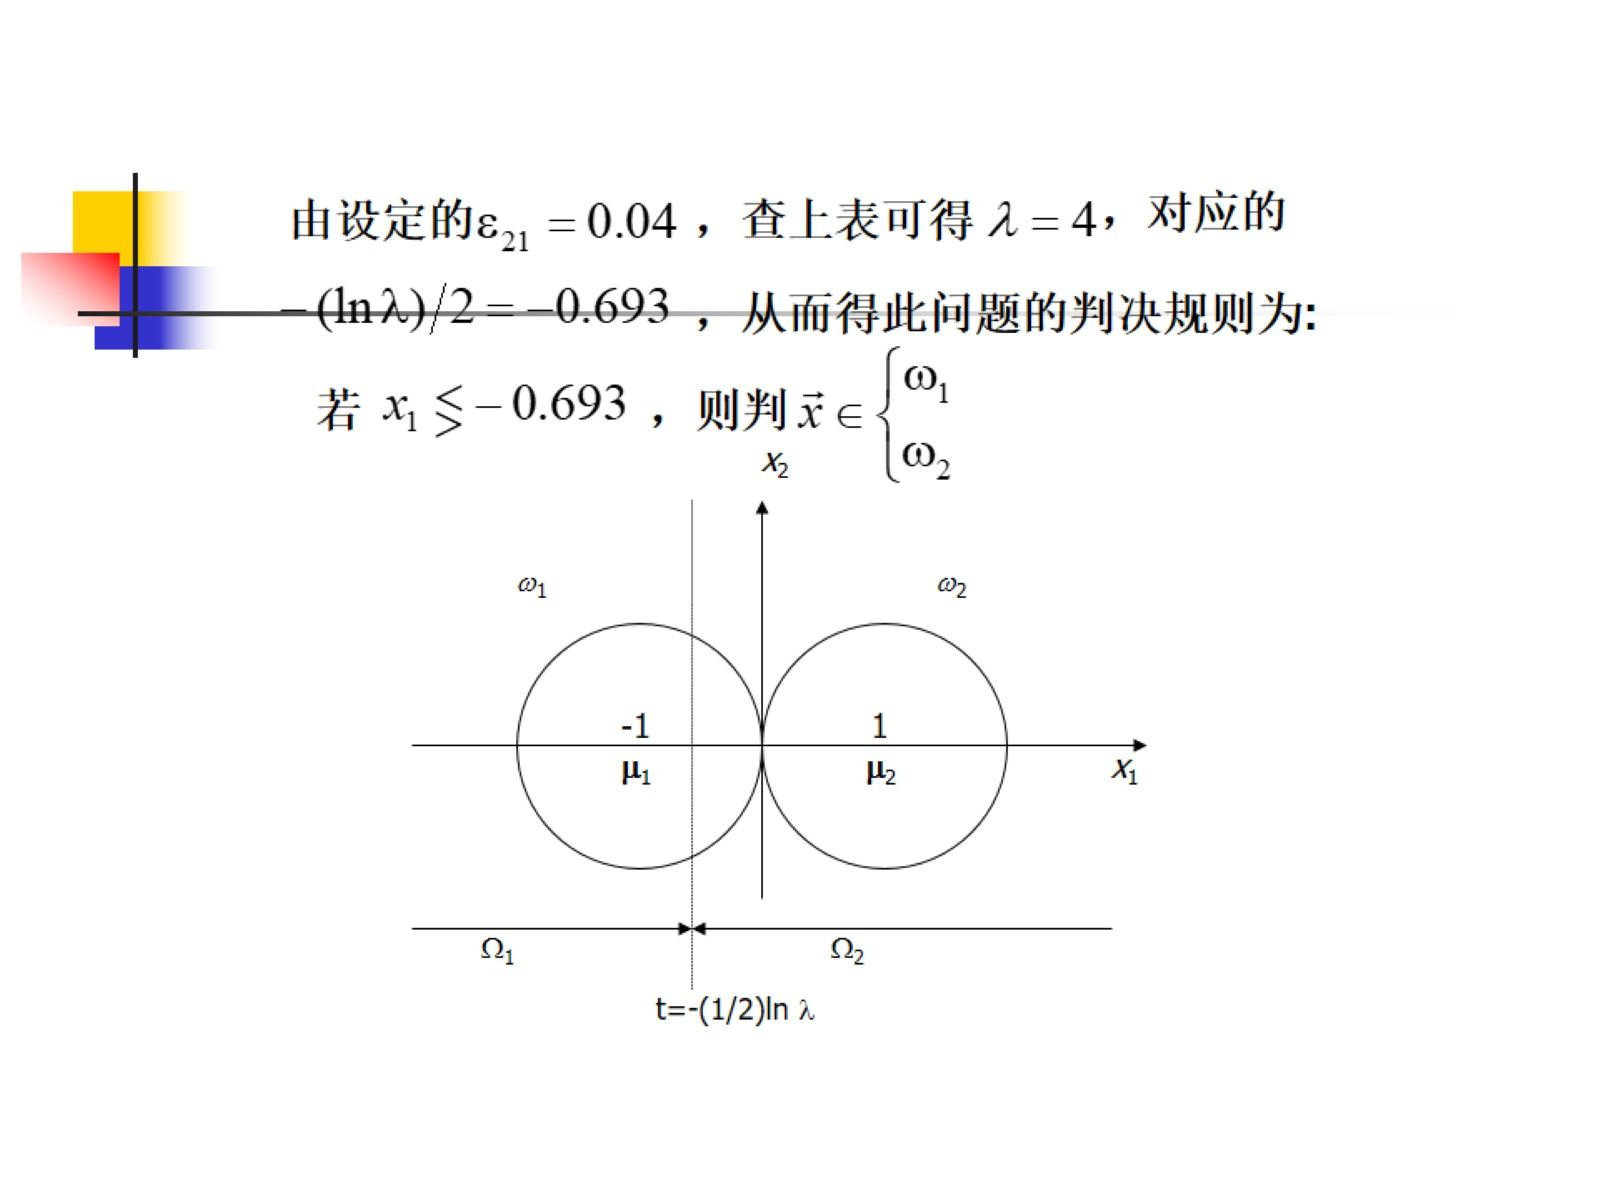 由设定的ε₂₁ = 0.04 ，查上表可得 λ = 4，对应的
－(ln λ)/2 = −0.693 ，从而得此问题的判决规则为:
若 x₁ ≶ − 0.693 ，则判 x⃗ ∈ { ω₁
ω₂
x₂
ω₁ ω₂
-1 1
μ₁ μ₂ x₁
Ω₁ Ω₂
t=-(1/2)ln λ